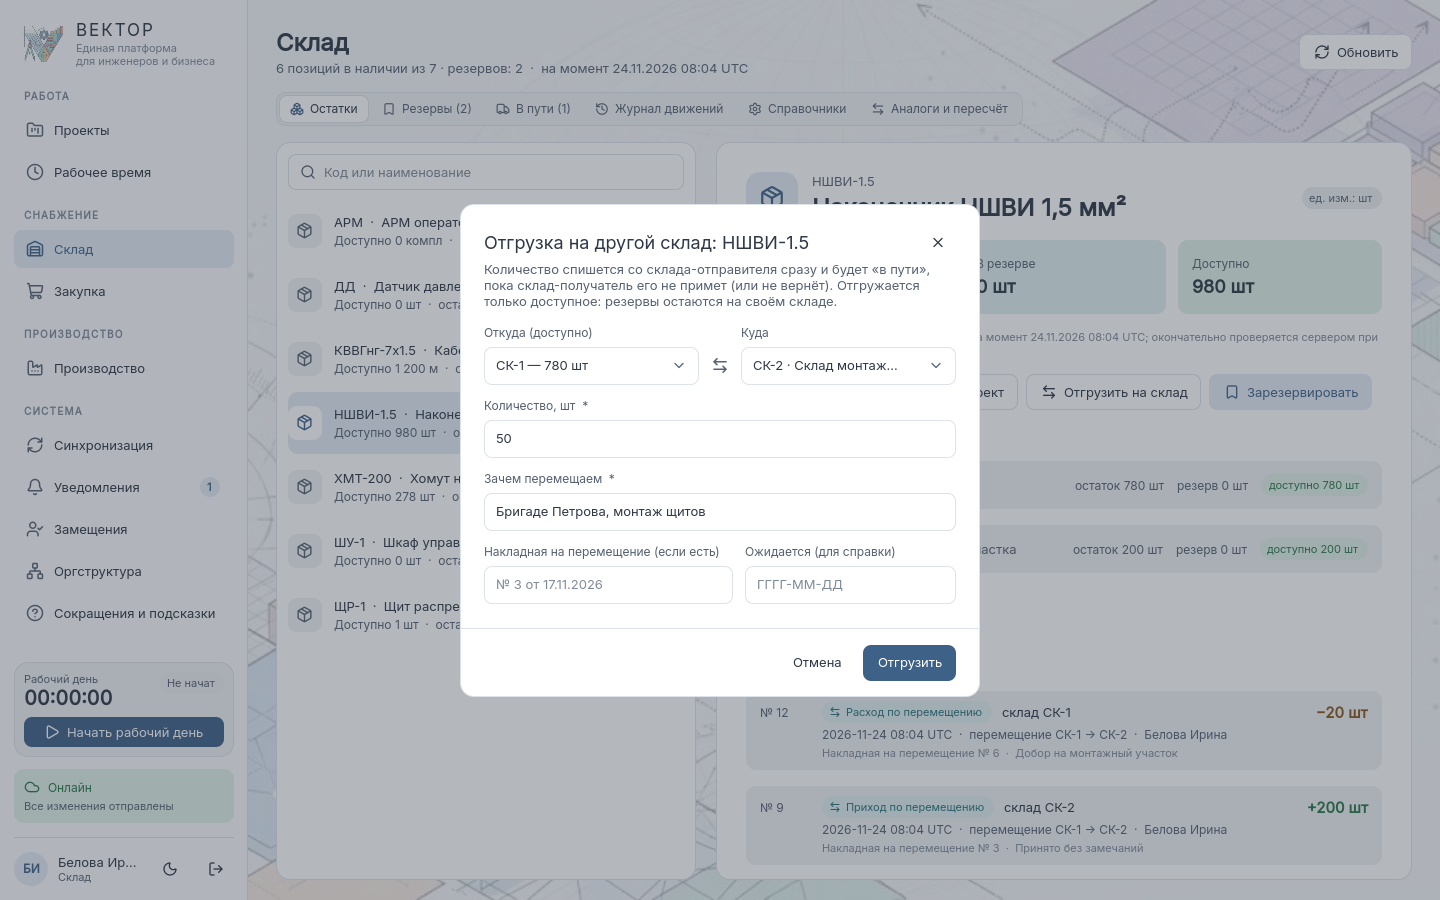 ВЕКТОР
Единая платформа
для инженеров и бизнеса
РАБОТА
Проекты
Рабочее время
СНАБЖЕНИЕ
Склад
Закупка
ПРОИЗВОДСТВО
Производство
СИСТЕМА
Синхронизация
Уведомления 1
Замещения
Оргструктура
Сокращения и подсказки
Рабочий день
Не начат
00:00:00
Начать рабочий день
Онлайн
Все изменения отправлены
БИ
Белова Ир...
Склад
Склад
6 позиций в наличии из 7 · резервов: 2 · на момент 24.11.2026 08:04 UTC
Обновить
Остатки
Резервы (2)
В пути (1)
Журнал движений
Справочники
Аналоги и пересчёт
Код или наименование
АРМ · АРМ операт
Доступно 0 компл ·
ДД · Датчик давле
Доступно 0 шт · ост
КВВГнг-7х1.5 · Каб
Доступно 1 200 м ·
НШВИ-1.5 · Наконе
Доступно 980 шт ·
ХМТ-200 · Хомут н
Доступно 278 шт ·
ШУ-1 · Шкаф управ
Доступно 0 шт · ост
ЩР-1 · Щит распре
Доступно 1 шт · оста
НШВИ-1.5
НШВИ 1,5 мм²
ед. изм.: шт
В резерве
0 шт
Доступно
980 шт
момент 24.11.2026 08:04 UTC; окончательно проверяется сервером при
Отгрузить на склад
Зарезервировать
остаток 780 шт резерв 0 шт доступно 780 шт
остаток 200 шт резерв 0 шт доступно 200 шт
№ 12 Расход по перемещению склад СК-1 −20 шт
2026-11-24 08:04 UTC · перемещение СК-1 → СК-2 · Белова Ирина
Накладная на перемещение № 6 · Добор на монтажный участок
№ 9 Приход по перемещению склад СК-2 +200 шт
2026-11-24 08:04 UTC · перемещение СК-1 → СК-2 · Белова Ирина
Накладная на перемещение № 3 · Принято без замечаний
Отгрузка на другой склад: НШВИ-1.5
Количество спишется со склада-отправителя сразу и будет «в пути»,
пока склад-получатель его не примет (или не вернёт). Отгружается
только доступное: резервы остаются на своём складе.
Откуда (доступно)
Куда
СК-1 — 780 шт
СК-2 · Склад монтаж...
Количество, шт *
50
Зачем перемещаем *
Бригаде Петрова, монтаж щитов
Накладная на перемещение (если есть)
Ожидается (для справки)
№ 3 от 17.11.2026
ГГГГ-ММ-ДД
Отмена
Отгрузить